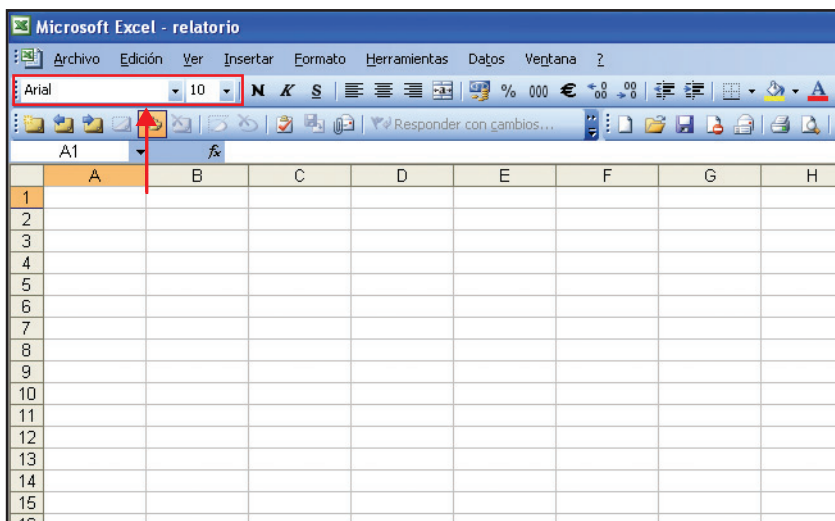 Microsoft Excel - relatorio
Archivo Edición Ver Insertar Formato Herramientas Datos Ventana ?
Arial 10 N K S % 000 € A
Responder con cambios...
A1 fx
A B C D E F G H
1
2
3
4
5
6
7
8
9
10
11
12
13
14
15